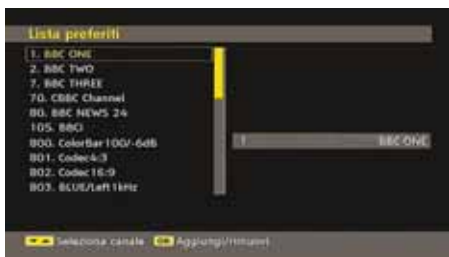 Lista preferiti
1. BBC ONE
2. BBC TWO
7. BBC THREE
70. CBBC Channel
80. BBC NEWS 24
105. BBCi
800. ColorBar100/-6dB
801. Codec4:3
802. Codec16:9
803. BLUE/Left1kHz
1 BBC ONE
Seleziona canale OK Aggiungi/rimuovi